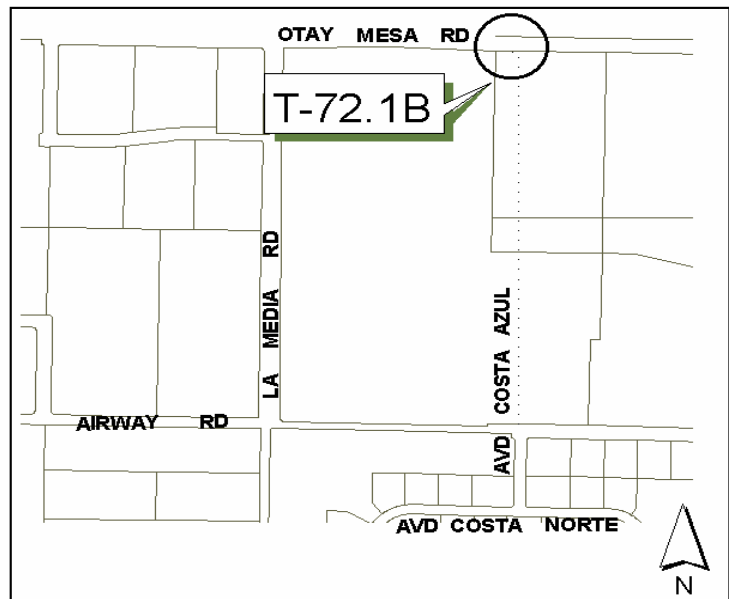 OTAY MESA RD
T-72.1B
LA MEDIA RD
AVD COSTA AZUL
AIRWAY RD
AVD COSTA NORTE
N